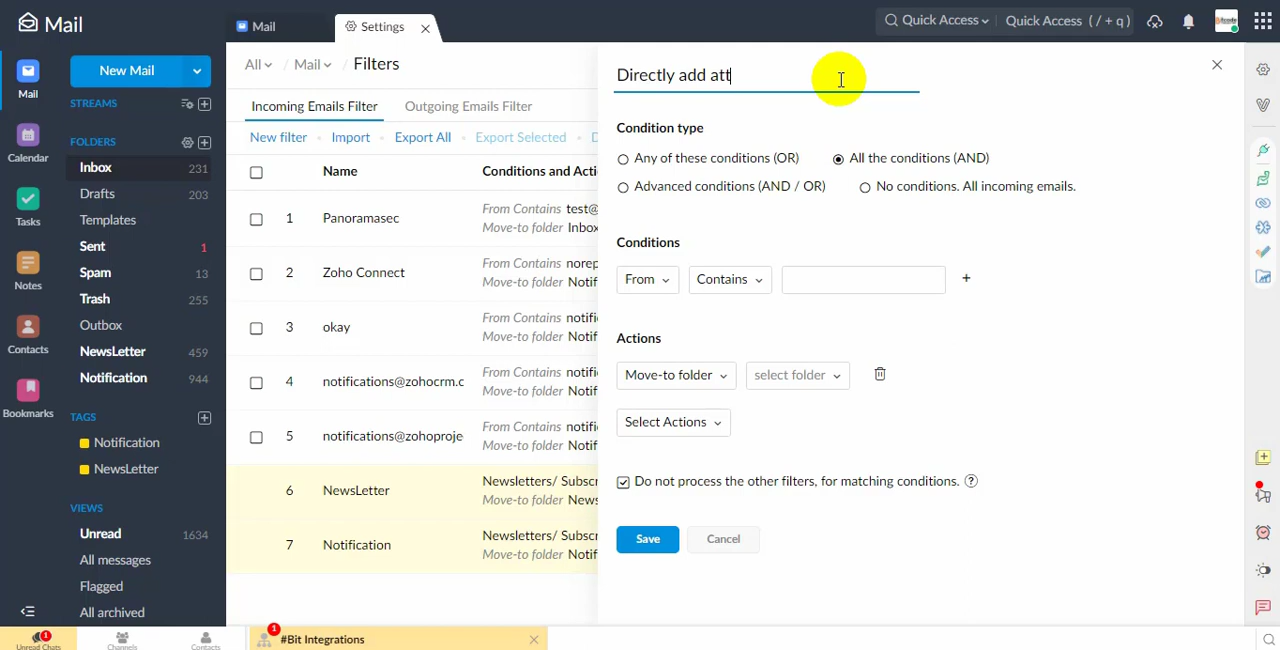 Mail
Mail
Settings
Quick Access
Quick Access ( / + q )
Mail
Calendar
Tasks
Notes
Contacts
Bookmarks
New Mail
STREAMS
FOLDERS
Inbox 231
Drafts 203
Templates
Sent 1
Spam 13
Trash 255
Outbox
NewsLetter 459
Notification 944
TAGS
Notification
NewsLetter
VIEWS
Unread 1634
All messages
Flagged
All archived
All / Mail / Filters
Incoming Emails Filter Outgoing Emails Filter
New filter · Import · Export All · Export Selected · D
Name Conditions and Actio
1 Panoramasec From Contains test@
Move-to folder Inbox
2 Zoho Connect From Contains norep
Move-to folder Notif
3 okay From Contains notifi
Move-to folder Notif
4 notifications@zohocrm.c From Contains notifi
Move-to folder Notif
5 notifications@zohoproje From Contains notifi
Move-to folder Notif
6 NewsLetter Newsletters/ Subscr
Move-to folder News
7 Notification Newsletters/ Subscr
Move-to folder Notif
Directly add att
Condition type
Any of these conditions (OR) All the conditions (AND)
Advanced conditions (AND / OR) No conditions. All incoming emails.
Conditions
From Contains +
Actions
Move-to folder select folder
Select Actions
Do not process the other filters, for matching conditions. ?
Save Cancel
1
Unread Chats
Channels
Contacts
1
#Bit Integrations